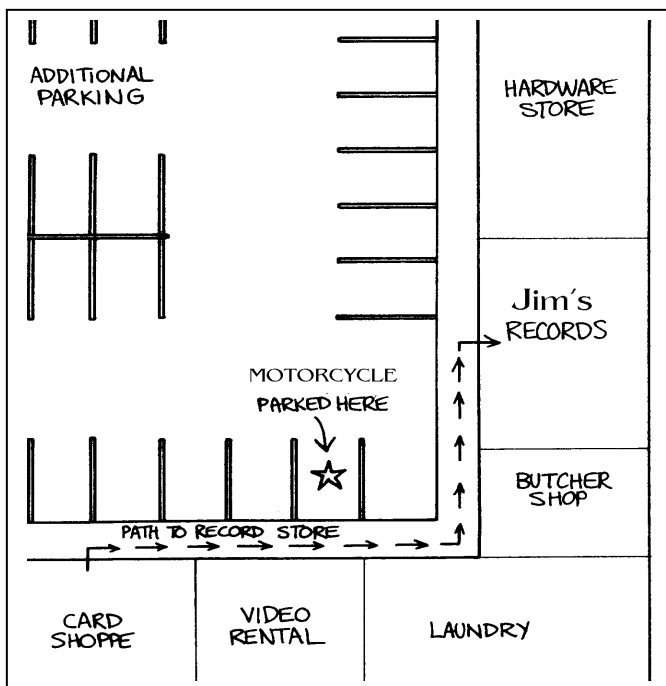 ADDITIONAL
PARKING
HARDWARE
STORE
Jim's
RECORDS
MOTORCYCLE
PARKED HERE
BUTCHER
SHOP
PATH TO RECORD STORE
CARD
SHOPPE
VIDEO
RENTAL
LAUNDRY